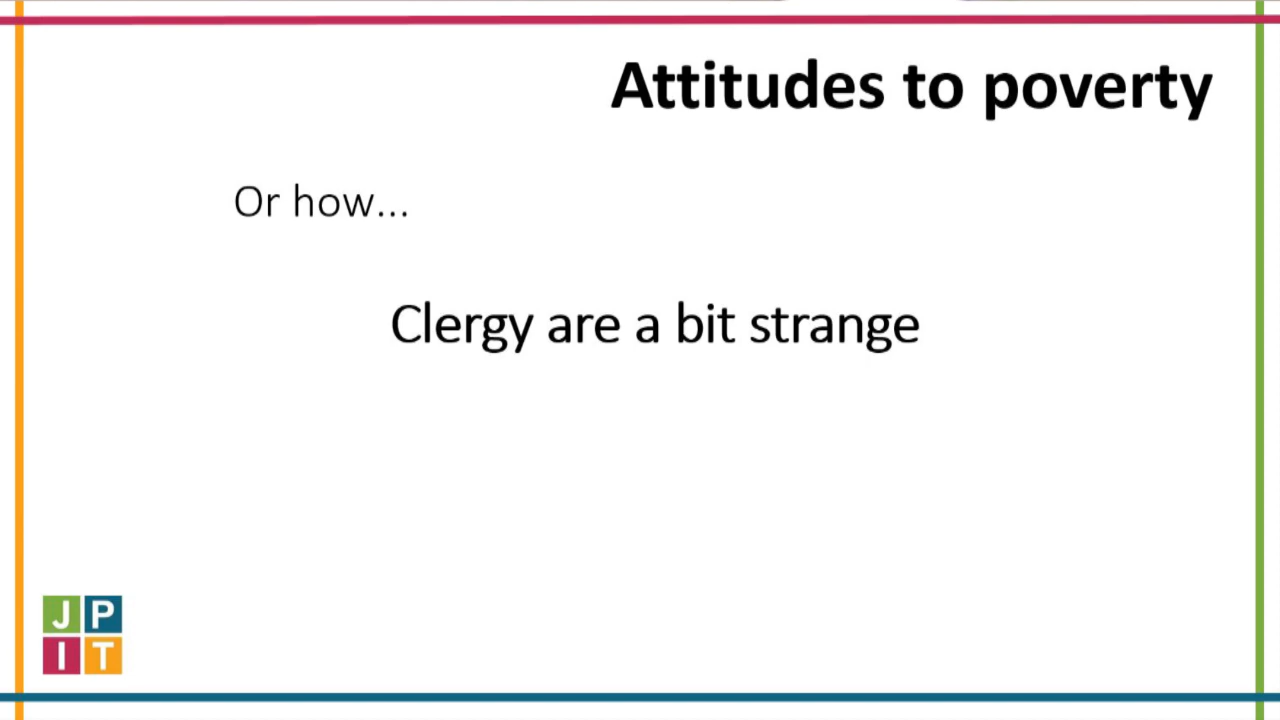 Attitudes to poverty
Or how...
Clergy are a bit strange
J P
I T